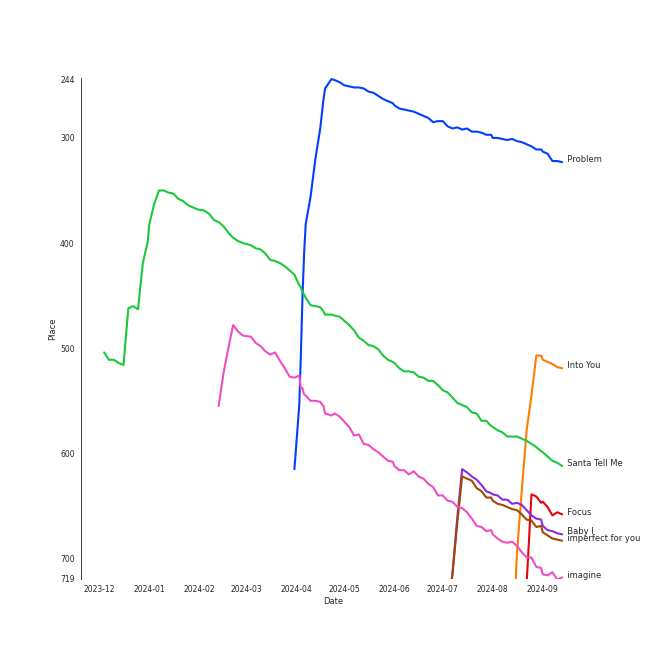 244
300
400
500
600
700
719
Place
2023-12 2024-01 2024-02 2024-03 2024-04 2024-05 2024-06 2024-07 2024-08 2024-09
Date
Problem
Into You
Santa Tell Me
Focus
Baby I
imperfect for you
imagine